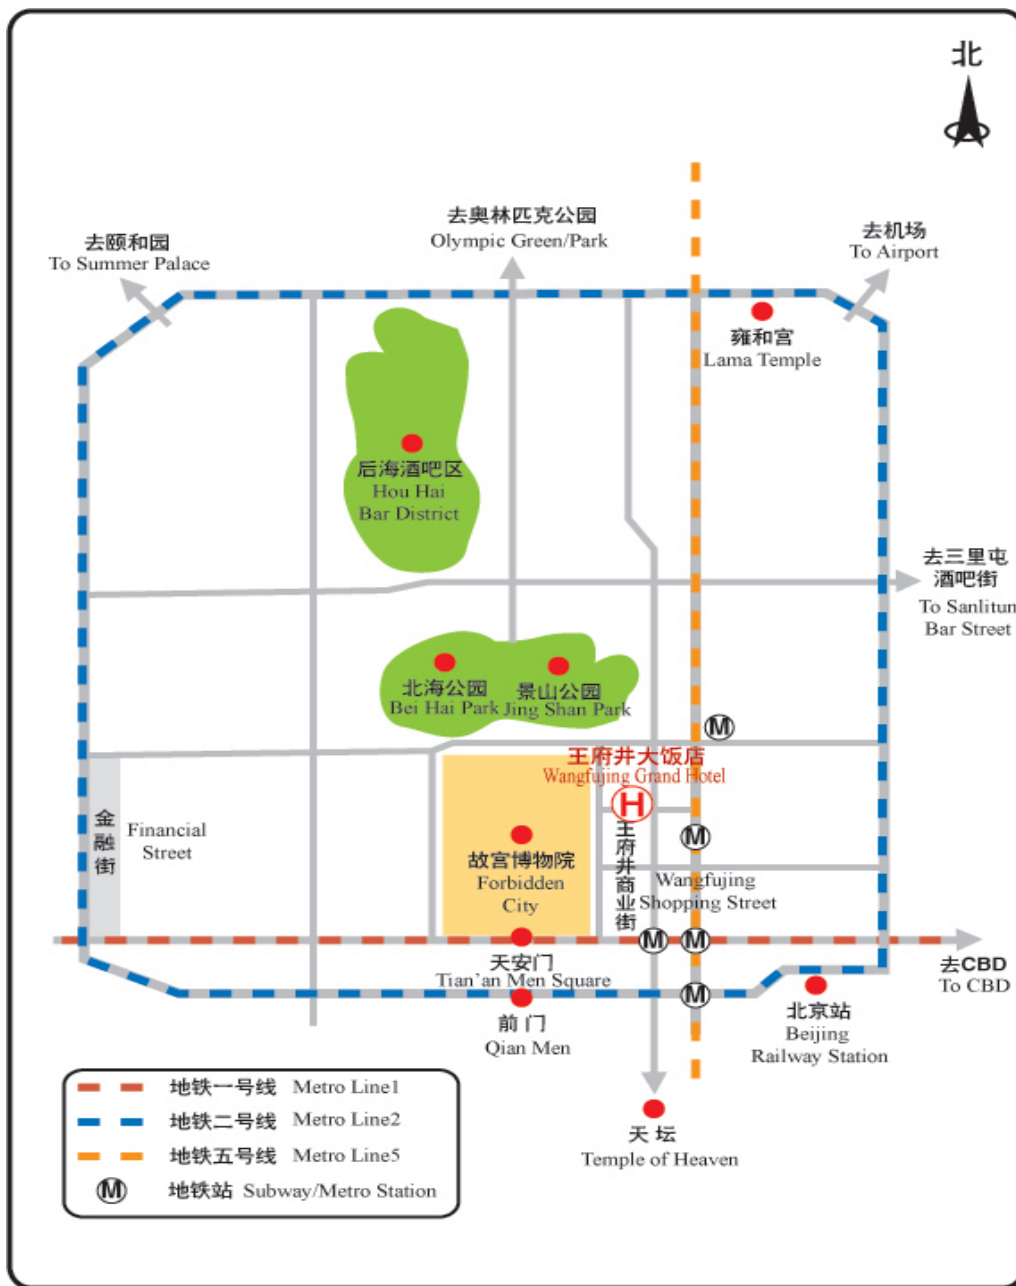 北
去奥林匹克公园
Olympic Green/Park
去颐和园
To Summer Palace
去机场
To Airport
雍和宫
Lama Temple
后海酒吧区
Hou Hai
Bar District
去三里屯
酒吧街
To Sanlitun
Bar Street
北海公园
Bei Hai Park
景山公园
Jing Shan Park
M
王府井大饭店
Wangfujing Grand Hotel
H
金融街
Financial
Street
故宫博物院
Forbidden
City
王府井商业街
M
Wangfujing
Shopping Street
M
M
天安门
Tian'an Men Square
去CBD
To CBD
M
前门
Qian Men
北京站
Beijing
Railway Station
天坛
Temple of Heaven
地铁一号线 Metro Line1
地铁二号线 Metro Line2
地铁五号线 Metro Line5
M 地铁站 Subway/Metro Station